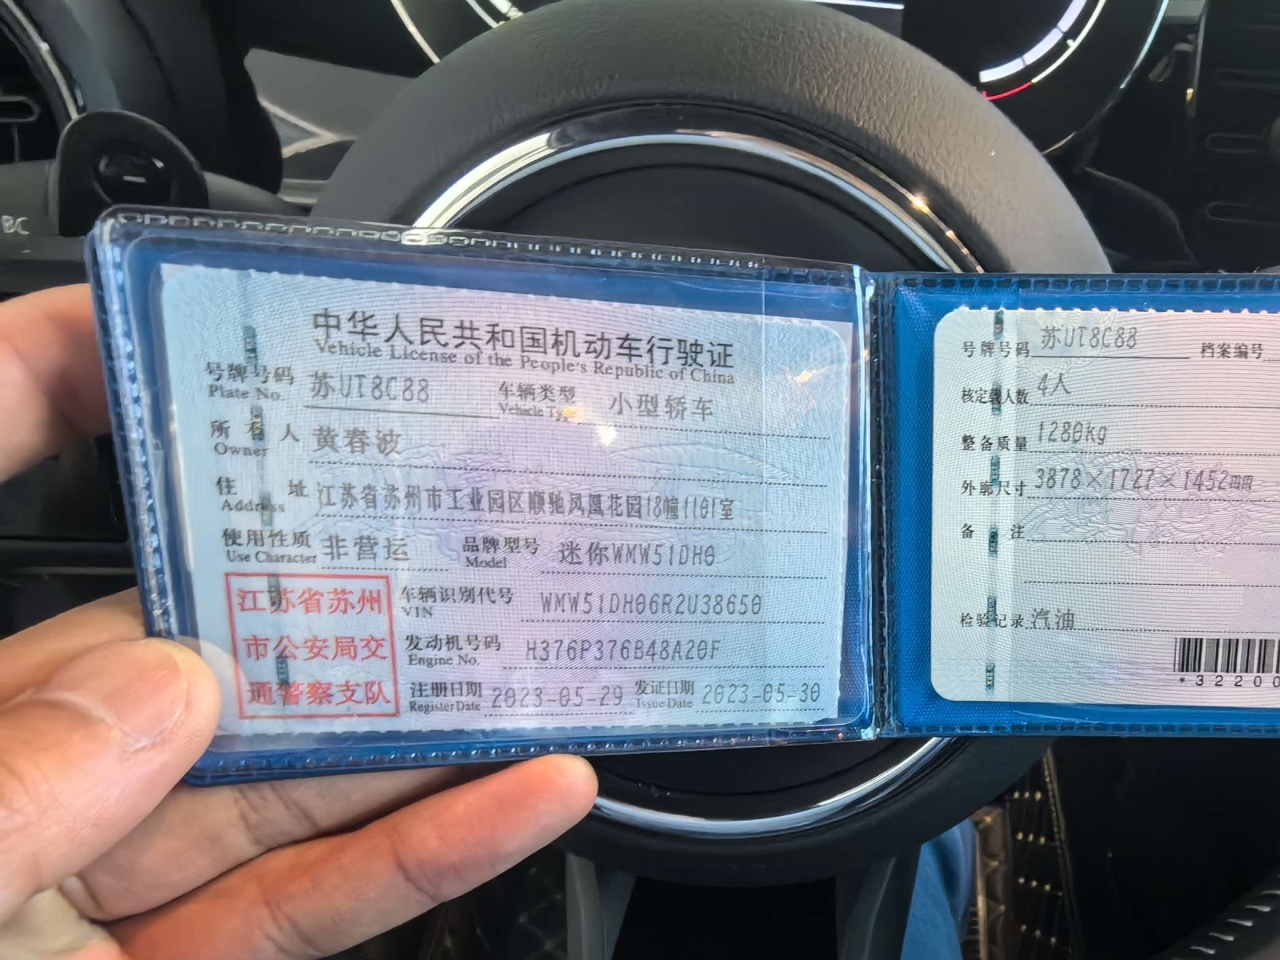 BC
中华人民共和国机动车行驶证
Vehicle License of the People's Republic of China
号牌号码 苏UT8C88 车辆类型 小型轿车
Plate No. Vehicle Type
所有人 黄春波
Owner
住址 江苏省苏州市工业园区顺驰凤凰花园18幢1101室
Address
使用性质 非营运 品牌型号 迷你WMW51DH0
Use Character Model
江苏省苏州
市公安局交
通警察支队
车辆识别代号 WMW51DH06R2U38650
VIN
发动机号码 H376P376B48A20F
Engine No.
注册日期 2023-05-29 发证日期 2023-05-30
Register Date Issue Date
号牌号码 苏UT8C88 档案编号
核定载人数 4人
整备质量 1280kg
外廓尺寸 3878×1727×1452㎜
备注
检验记录 汽油
*32200